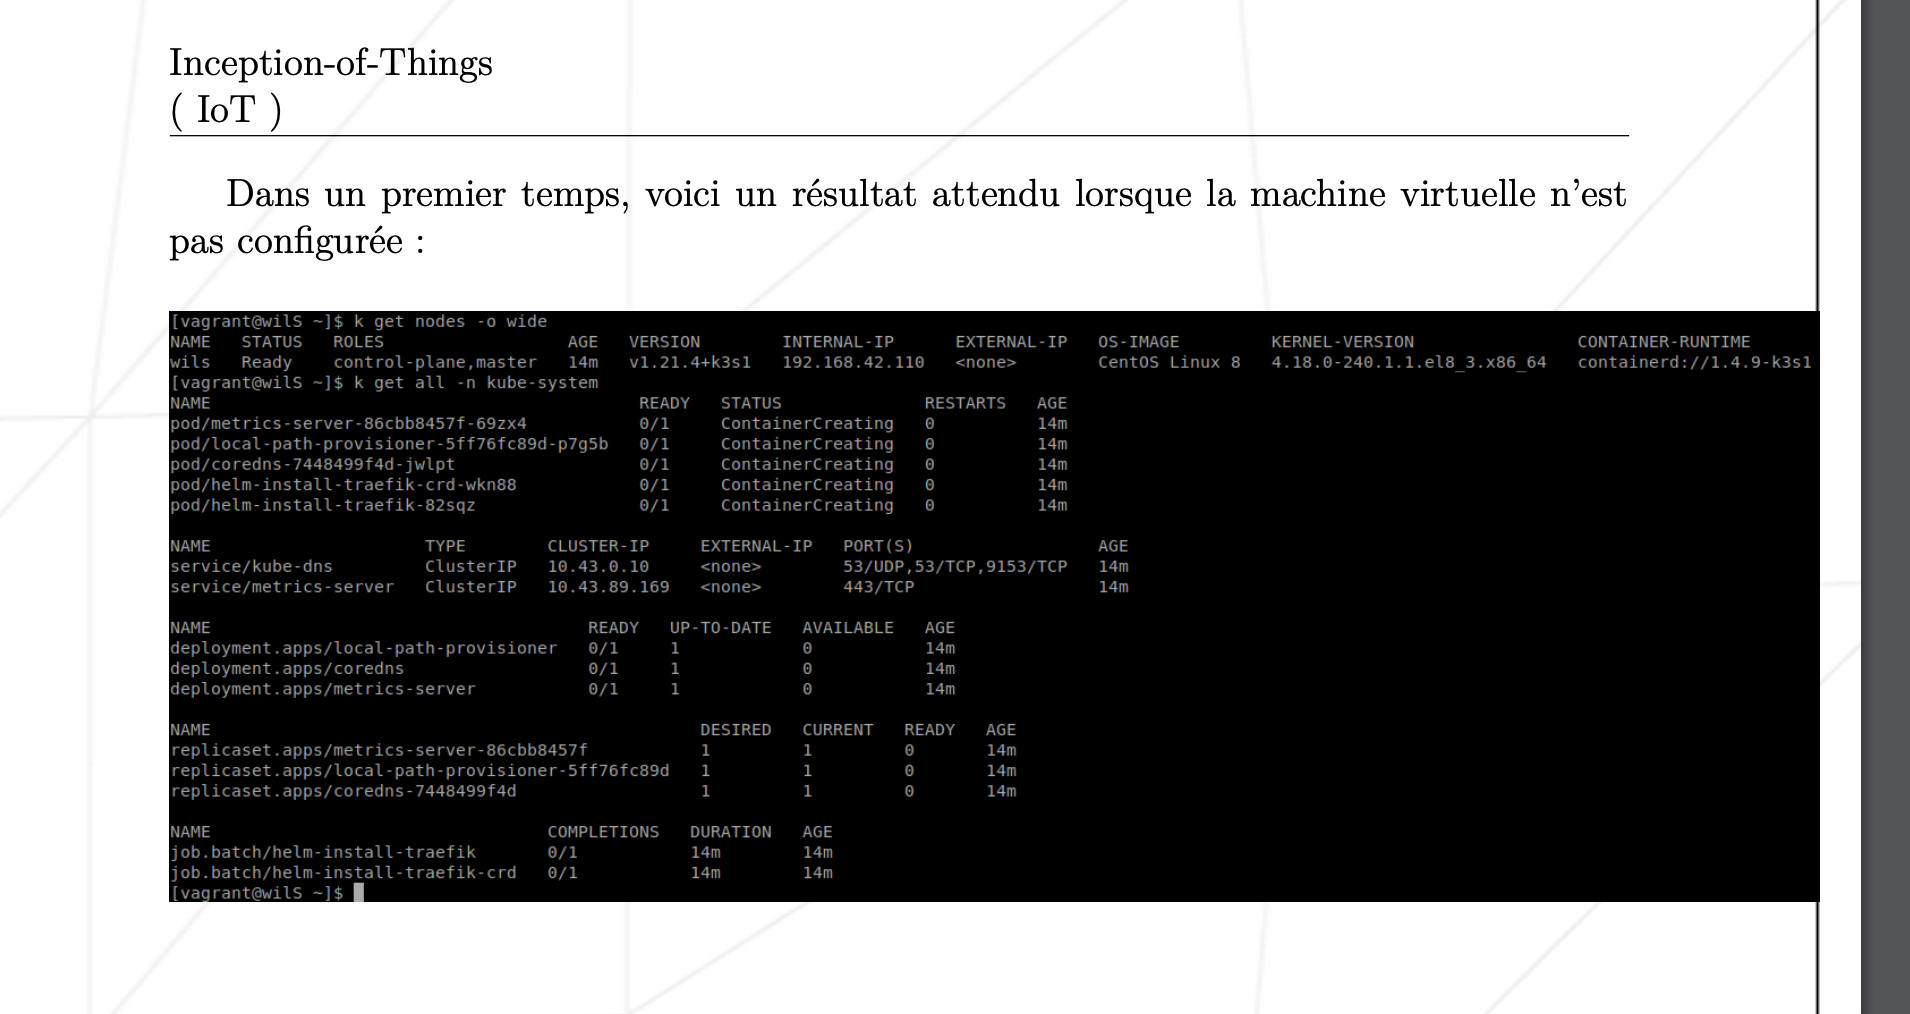 Inception-of-Things
( IoT )
Dans un premier temps, voici un résultat attendu lorsque la machine virtuelle n'est
pas configurée :
[vagrant@wilS ~]$ k get nodes -o wide
NAME STATUS ROLES AGE VERSION INTERNAL-IP EXTERNAL-IP OS-IMAGE KERNEL-VERSION CONTAINER-RUNTIME
wils Ready control-plane,master 14m v1.21.4+k3s1 192.168.42.110 <none> CentOS Linux 8 4.18.0-240.1.1.el8_3.x86_64 containerd://1.4.9-k3s1
[vagrant@wilS ~]$ k get all -n kube-system
NAME READY STATUS RESTARTS AGE
pod/metrics-server-86cbb8457f-69zx4 0/1 ContainerCreating 0 14m
pod/local-path-provisioner-5ff76fc89d-p7g5b 0/1 ContainerCreating 0 14m
pod/coredns-7448499f4d-jwlpt 0/1 ContainerCreating 0 14m
pod/helm-install-traefik-crd-wkn88 0/1 ContainerCreating 0 14m
pod/helm-install-traefik-82sqz 0/1 ContainerCreating 0 14m
NAME TYPE CLUSTER-IP EXTERNAL-IP PORT(S) AGE
service/kube-dns ClusterIP 10.43.0.10 <none> 53/UDP,53/TCP,9153/TCP 14m
service/metrics-server ClusterIP 10.43.89.169 <none> 443/TCP 14m
NAME READY UP-TO-DATE AVAILABLE AGE
deployment.apps/local-path-provisioner 0/1 1 0 14m
deployment.apps/coredns 0/1 1 0 14m
deployment.apps/metrics-server 0/1 1 0 14m
NAME DESIRED CURRENT READY AGE
replicaset.apps/metrics-server-86cbb8457f 1 1 0 14m
replicaset.apps/local-path-provisioner-5ff76fc89d 1 1 0 14m
replicaset.apps/coredns-7448499f4d 1 1 0 14m
NAME COMPLETIONS DURATION AGE
job.batch/helm-install-traefik 0/1 14m 14m
job.batch/helm-install-traefik-crd 0/1 14m 14m
[vagrant@wilS ~]$